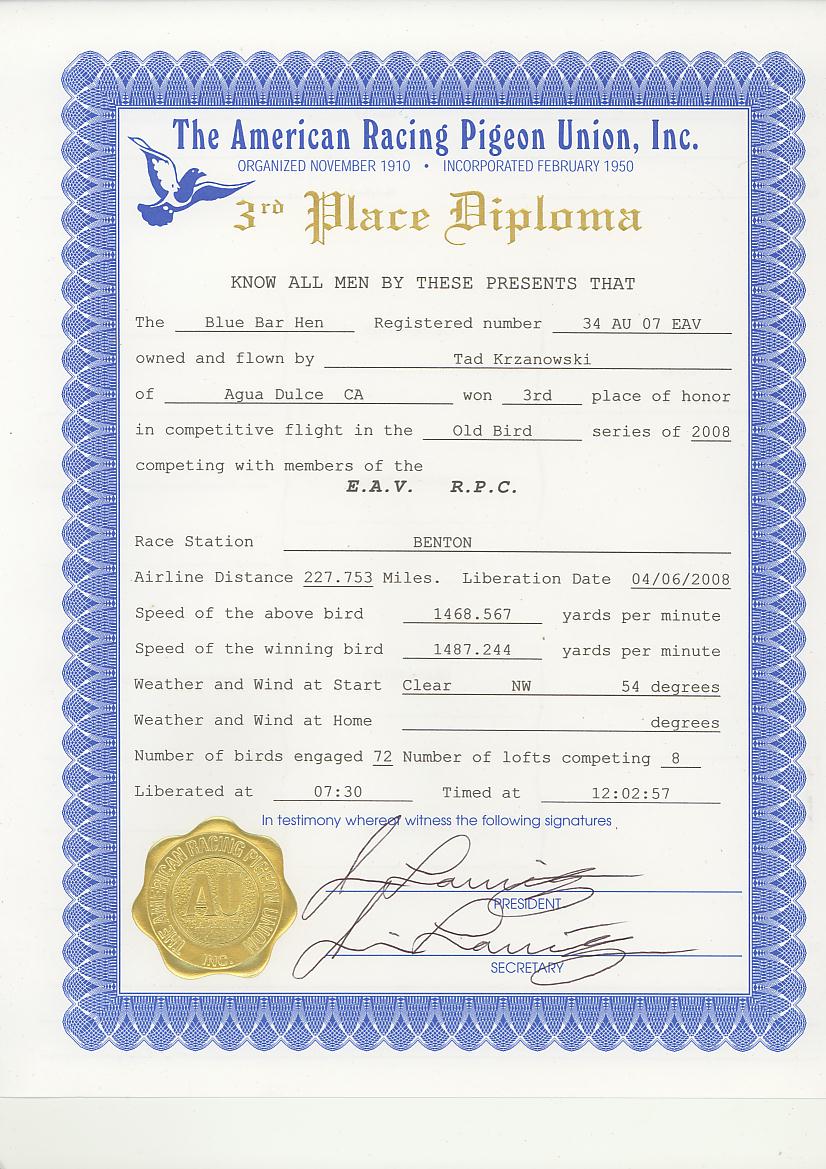 The American Racing Pigeon Union, Inc.
ORGANIZED NOVEMBER 1910 • INCORPORATED FEBRUARY 1950
3rd Place Diploma
KNOW ALL MEN BY THESE PRESENTS THAT
The Blue Bar Hen Registered number 34 AU 07 EAV
owned and flown by Tad Krzanowski
of Agua Dulce CA won 3rd place of honor
in competitive flight in the Old Bird series of 2008
competing with members of the
E.A.V. R.P.C.
Race Station BENTON
Airline Distance 227.753 Miles. Liberation Date 04/06/2008
Speed of the above bird 1468.567 yards per minute
Speed of the winning bird 1487.244 yards per minute
Weather and Wind at Start Clear NW 54 degrees
Weather and Wind at Home degrees
Number of birds engaged 72 Number of lofts competing 8
Liberated at 07:30 Timed at 12:02:57
In testimony whereof witness the following signatures
PRESIDENT
SECRETARY
THE AMERICAN RACING PIGEON UNION
AU
INC.